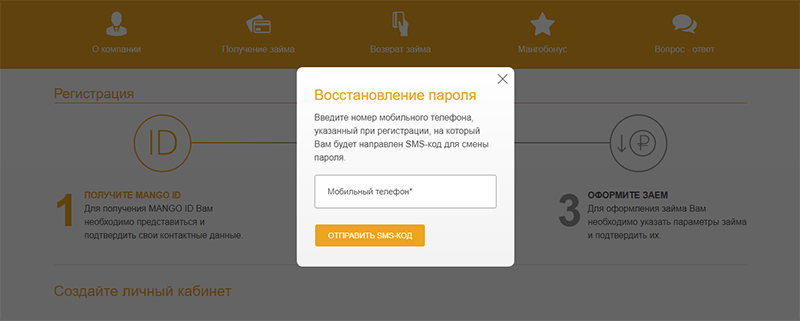 О компании
Получение займа
Возврат займа
Мангобонус
Вопрос - ответ
Регистрация
ID
1
ПОЛУЧИТЕ MANGO ID
Для получения MANGO ID Вам
необходимо представиться и
подтвердить свои контактные данные.
Восстановление пароля
Введите номер мобильного телефона,
указанный при регистрации, на который
Вам будет направлен SMS-код для смены
пароля.
Мобильный телефон*
ОТПРАВИТЬ SMS-КОД
₽
3
ОФОРМИТЕ ЗАЕМ
Для оформления займа Вам
необходимо указать параметры займа
и подтвердить их.
Создайте личный кабинет